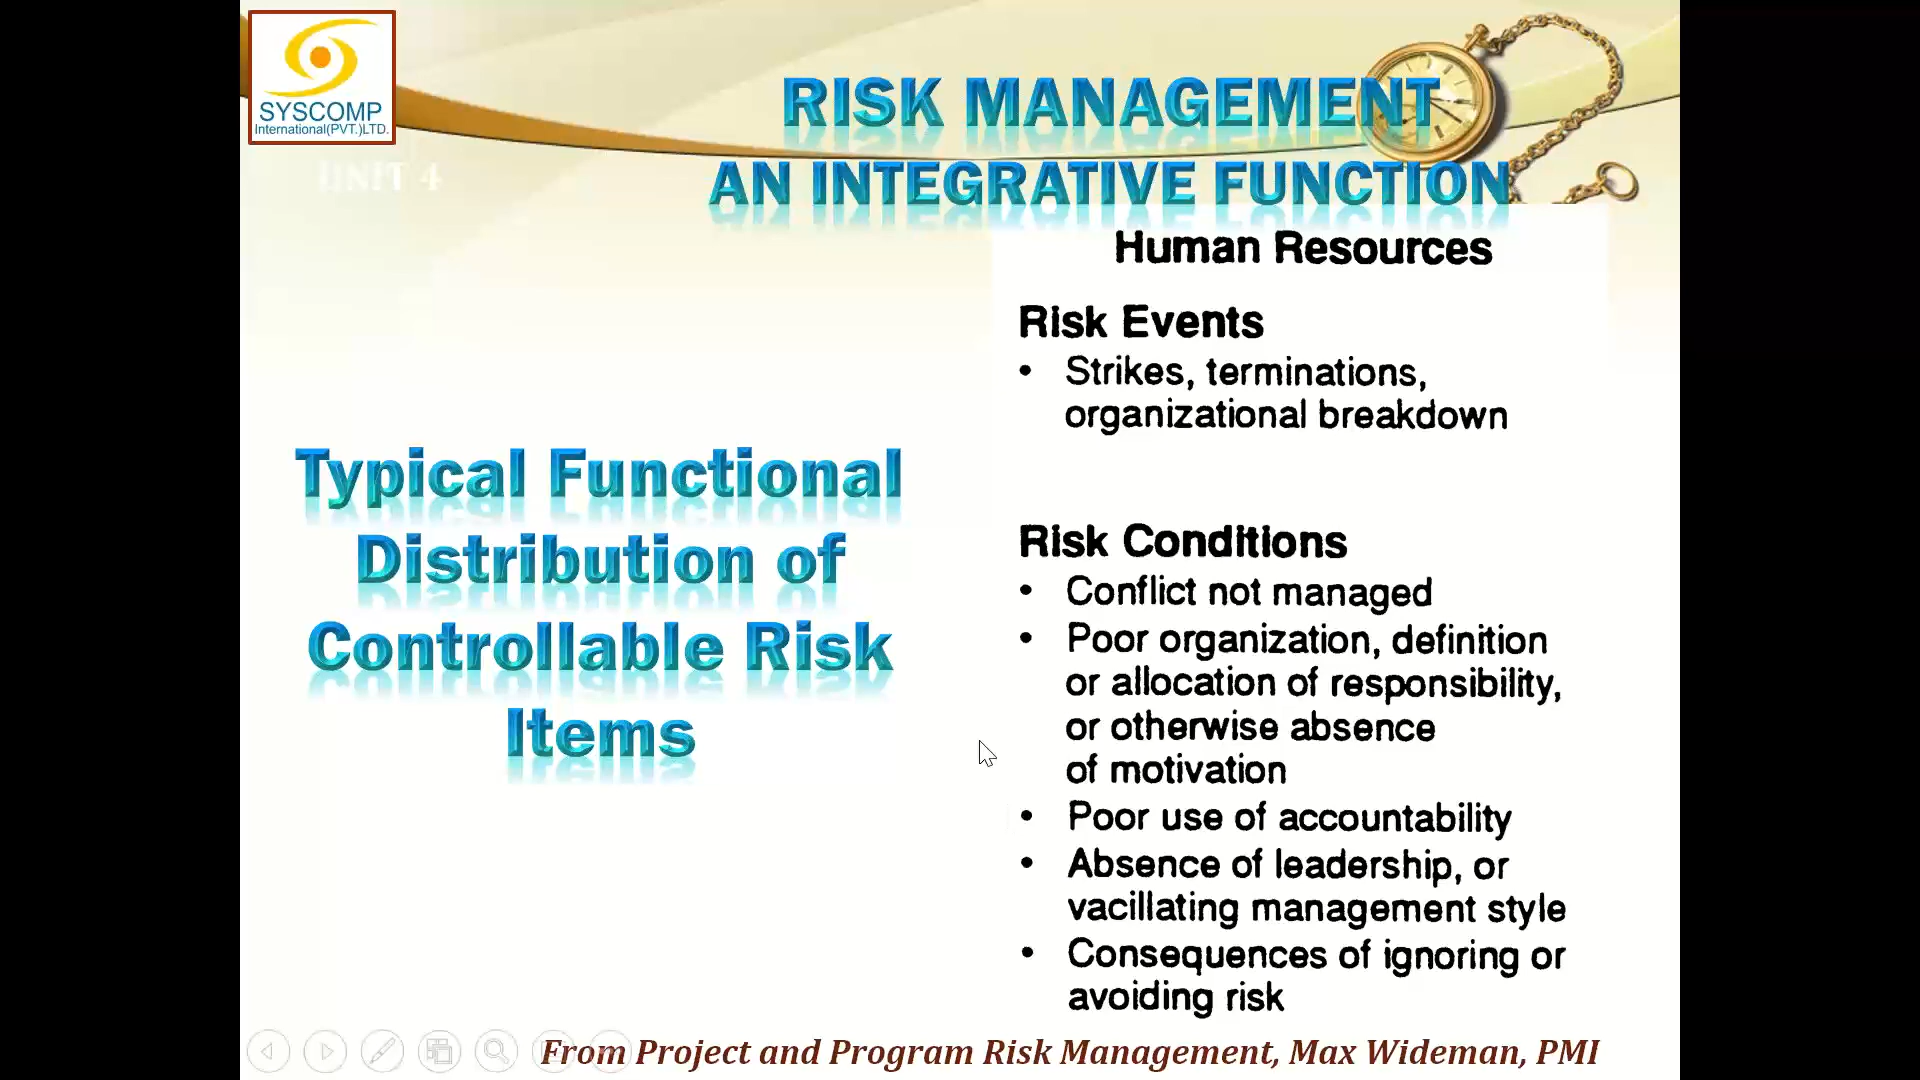 SYSCOMP
International(PVT.)LTD.
UNIT 4
RISK MANAGEMENT
AN INTEGRATIVE FUNCTION
Typical Functional
Distribution of
Controllable Risk
Items
Human Resources
Risk Events
• Strikes, terminations,
organizational breakdown
Risk Conditions
• Conflict not managed
• Poor organization, definition
or allocation of responsibility,
or otherwise absence
of motivation
• Poor use of accountability
• Absence of leadership, or
vacillating management style
• Consequences of ignoring or
avoiding risk
From Project and Program Risk Management, Max Wideman, PMI